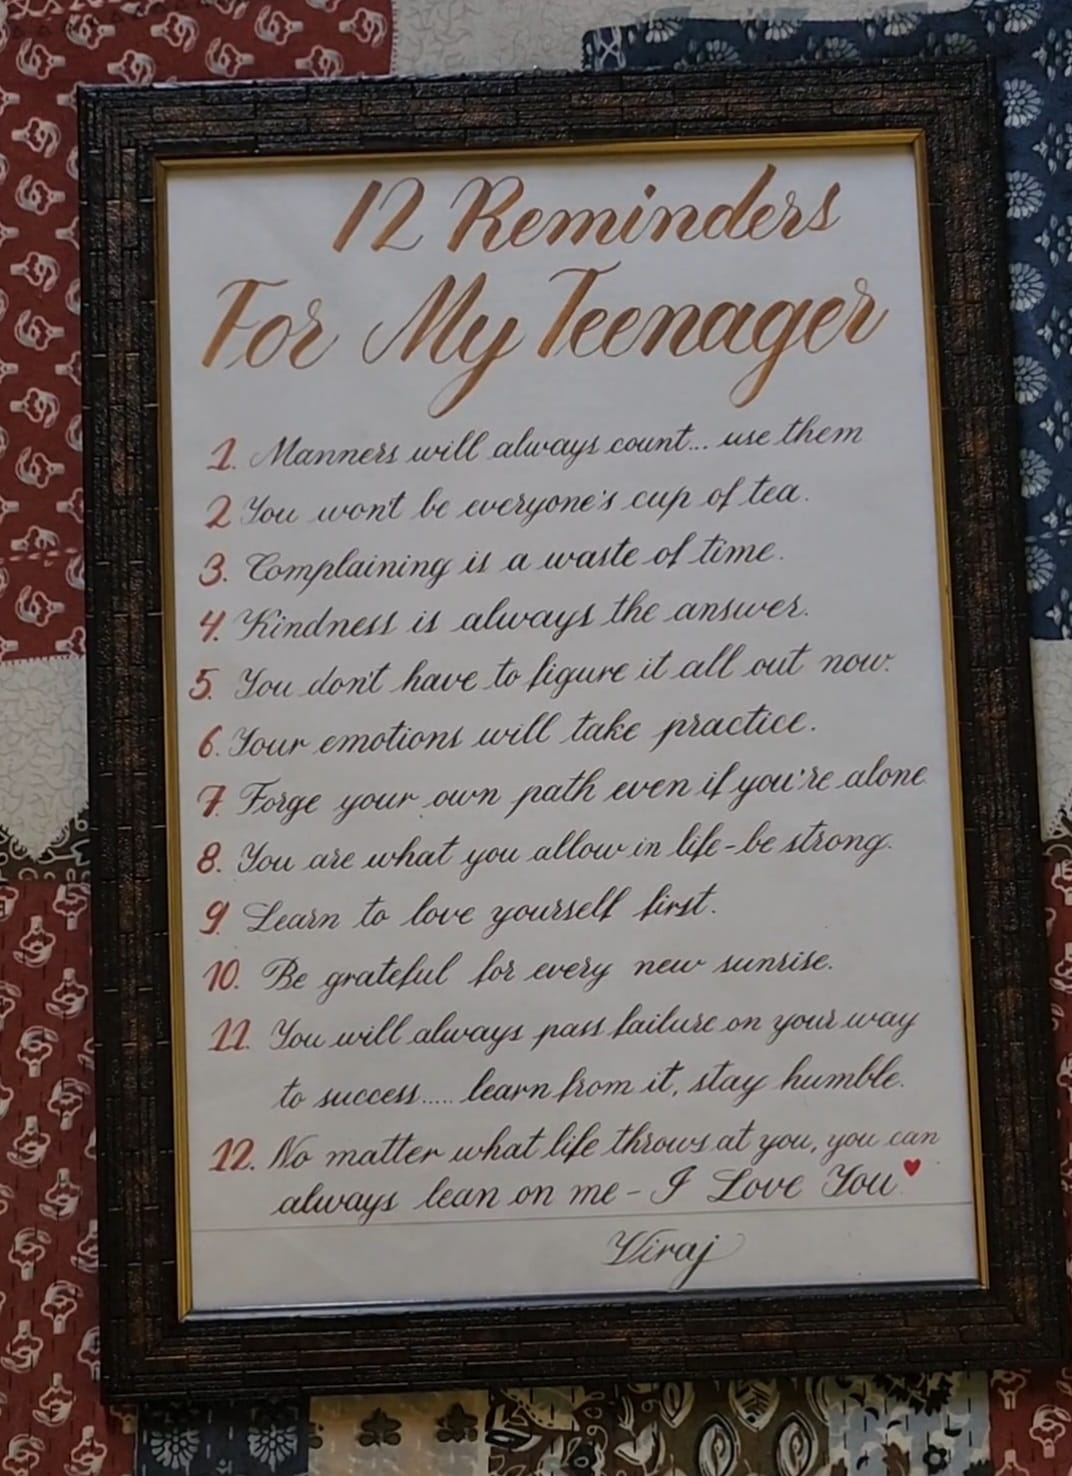 12 Reminders
For My Teenager
1. Manners will always count... use them
2 You won't be everyone's cup of tea.
3. Complaining is a waste of time.
4. Kindness is always the answer.
5. You don't have to figure it all out now.
6. Your emotions will take practice.
7. Forge your own path even if you're alone
8. You are what you allow in life - be strong.
9 Learn to love yourself first.
10. Be grateful for every new sunrise.
11. You will always pass failure on your way
to success..... learn from it, stay humble.
12. No matter what life throws at you, you can
always lean on me - I Love You
Viraj